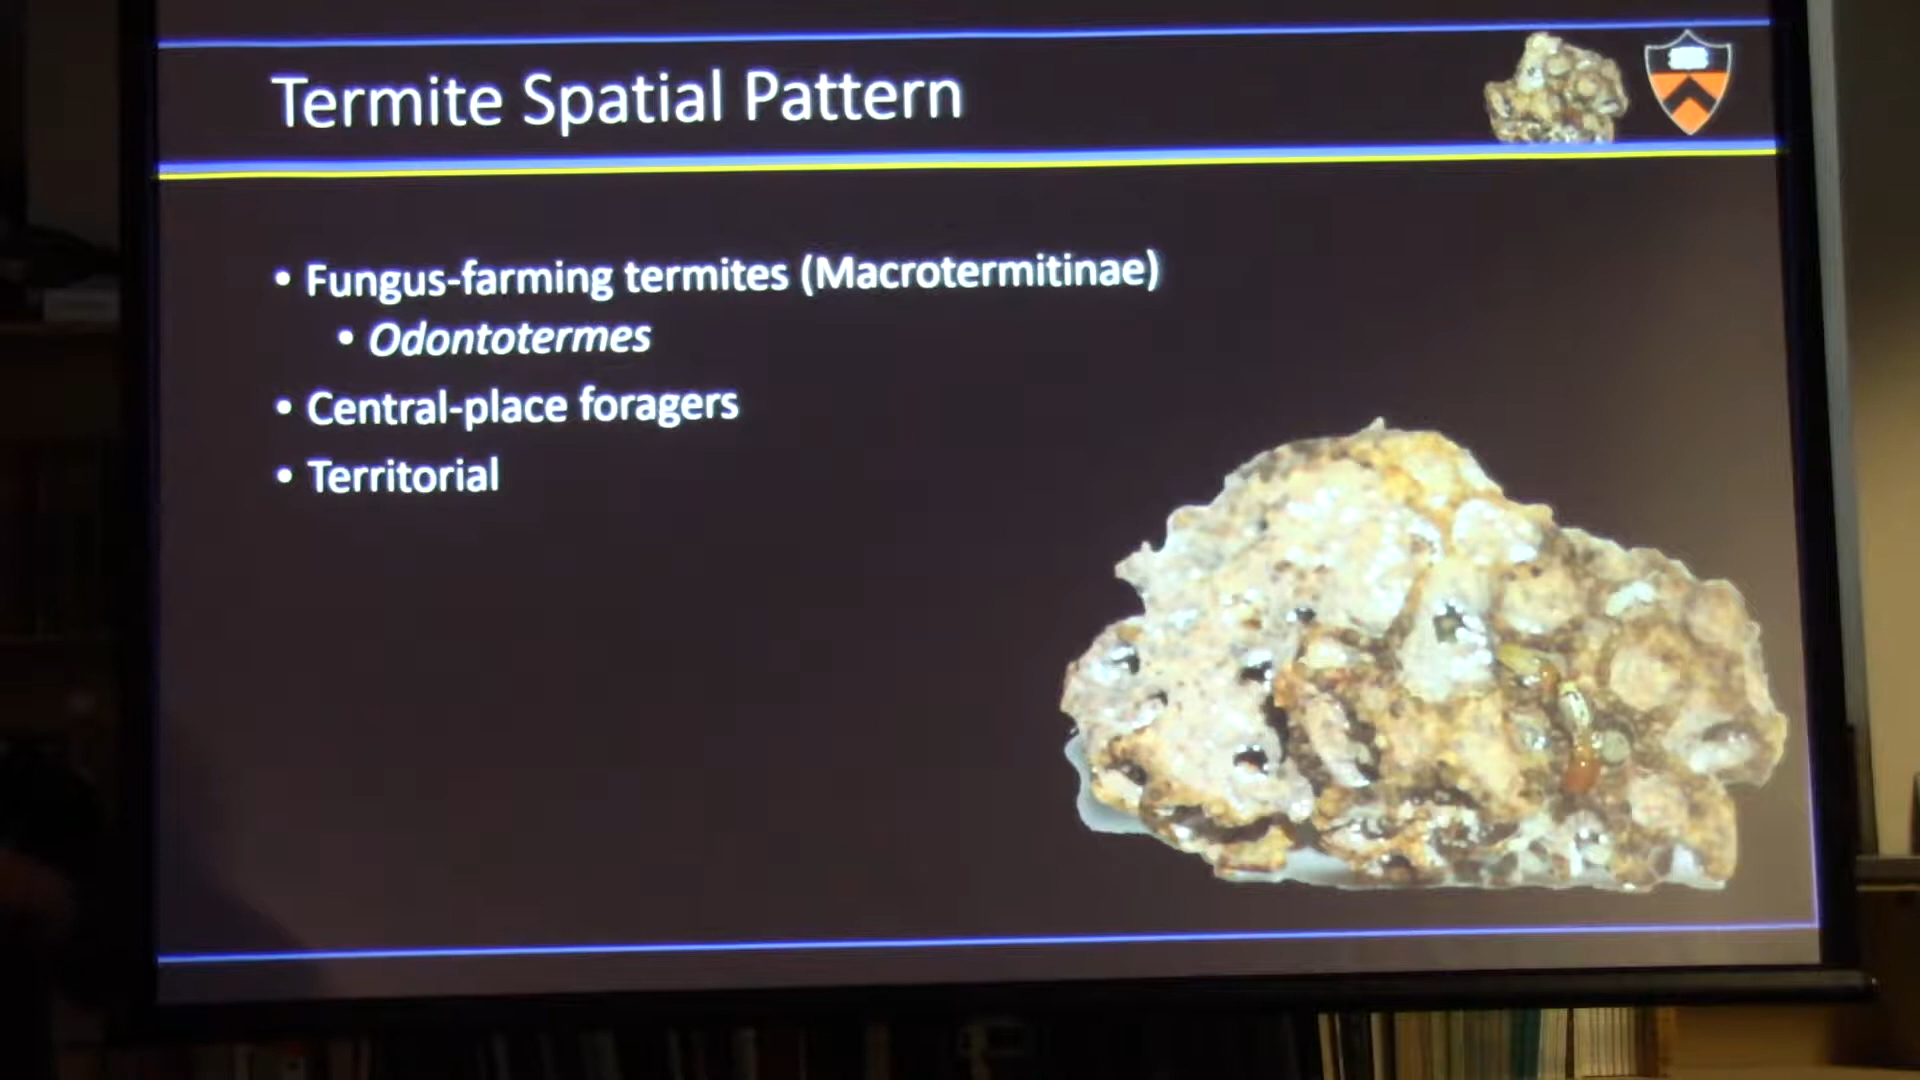 Termite Spatial Pattern
• Fungus-farming termites (Macrotermitinae)
• Odontotermes
• Central-place foragers
• Territorial